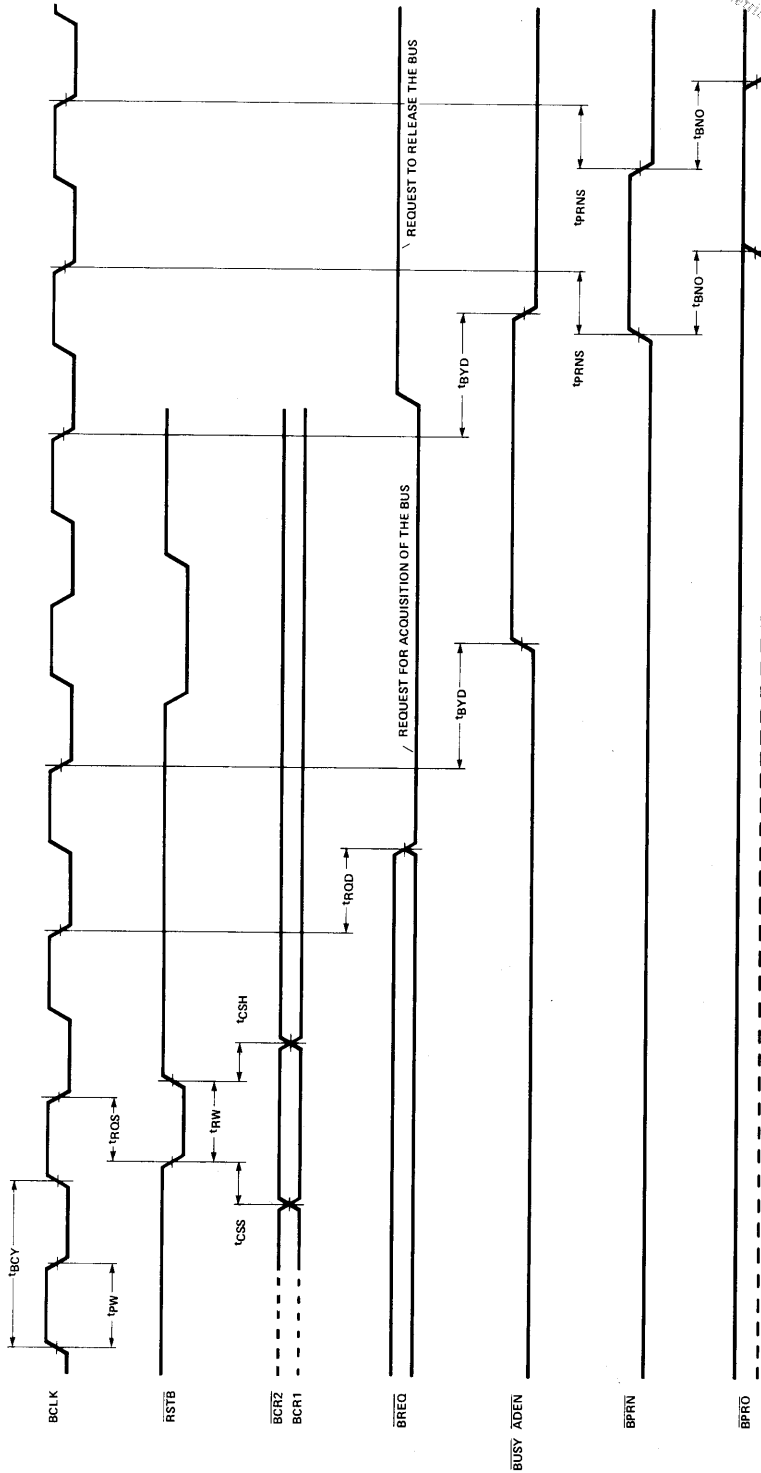 BCLK
tBCY
tPW
tRQS
RSTB
tRW
tCSS
tCSH
BCR2
BCR1
BREQ
tRQD
REQUEST FOR ACQUISITION OF THE BUS
REQUEST TO RELEASE THE BUS
BUSY ADEN
tBYD
tBYD
BPRN
tPRNS
tPRNS
BPRO
tBNO
tBNO